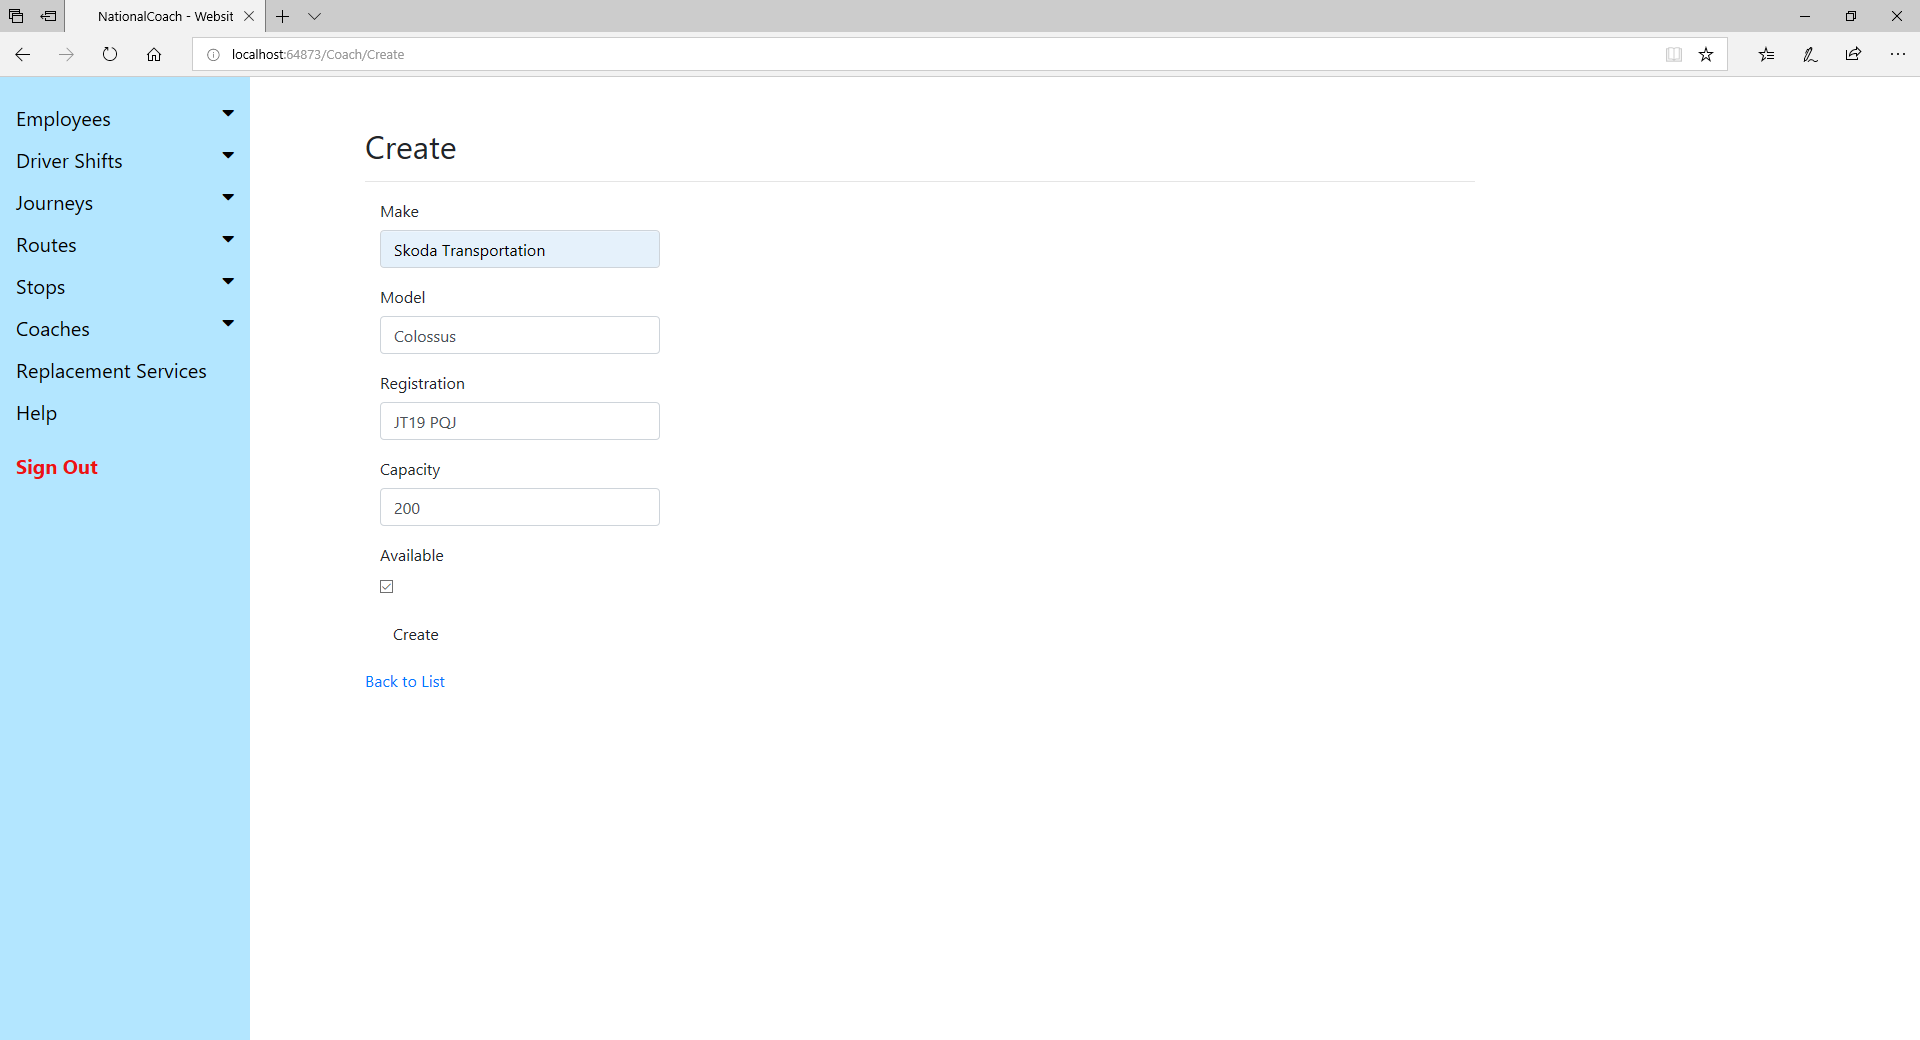 NationalCoach - Websit
localhost:64873/Coach/Create
Employees
Driver Shifts
Journeys
Routes
Stops
Coaches
Replacement Services
Help
Sign Out
Create
Make
Skoda Transportation
Model
Colossus
Registration
JT19 PQJ
Capacity
200
Available
Create
Back to List